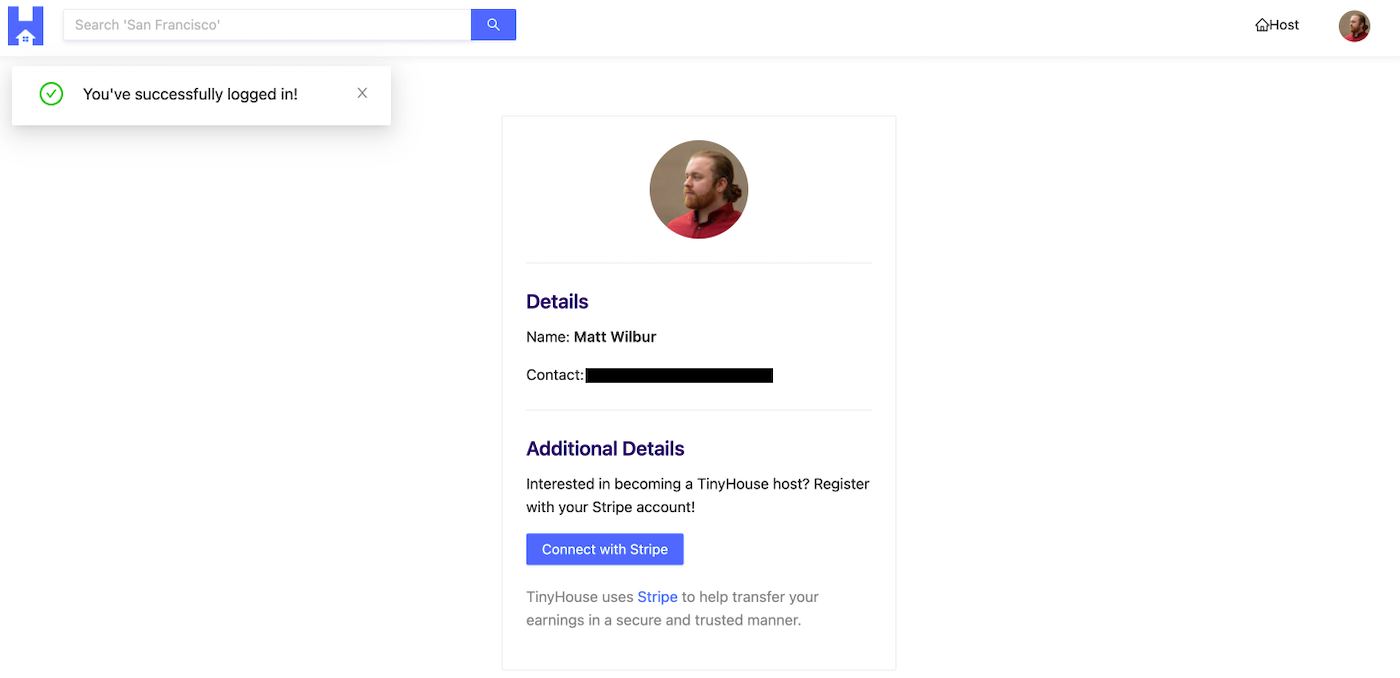 Search 'San Francisco'
Host
You've successfully logged in!
Details
Name: Matt Wilbur
Contact:
Additional Details
Interested in becoming a TinyHouse host? Register
with your Stripe account!
Connect with Stripe
TinyHouse uses Stripe to help transfer your
earnings in a secure and trusted manner.